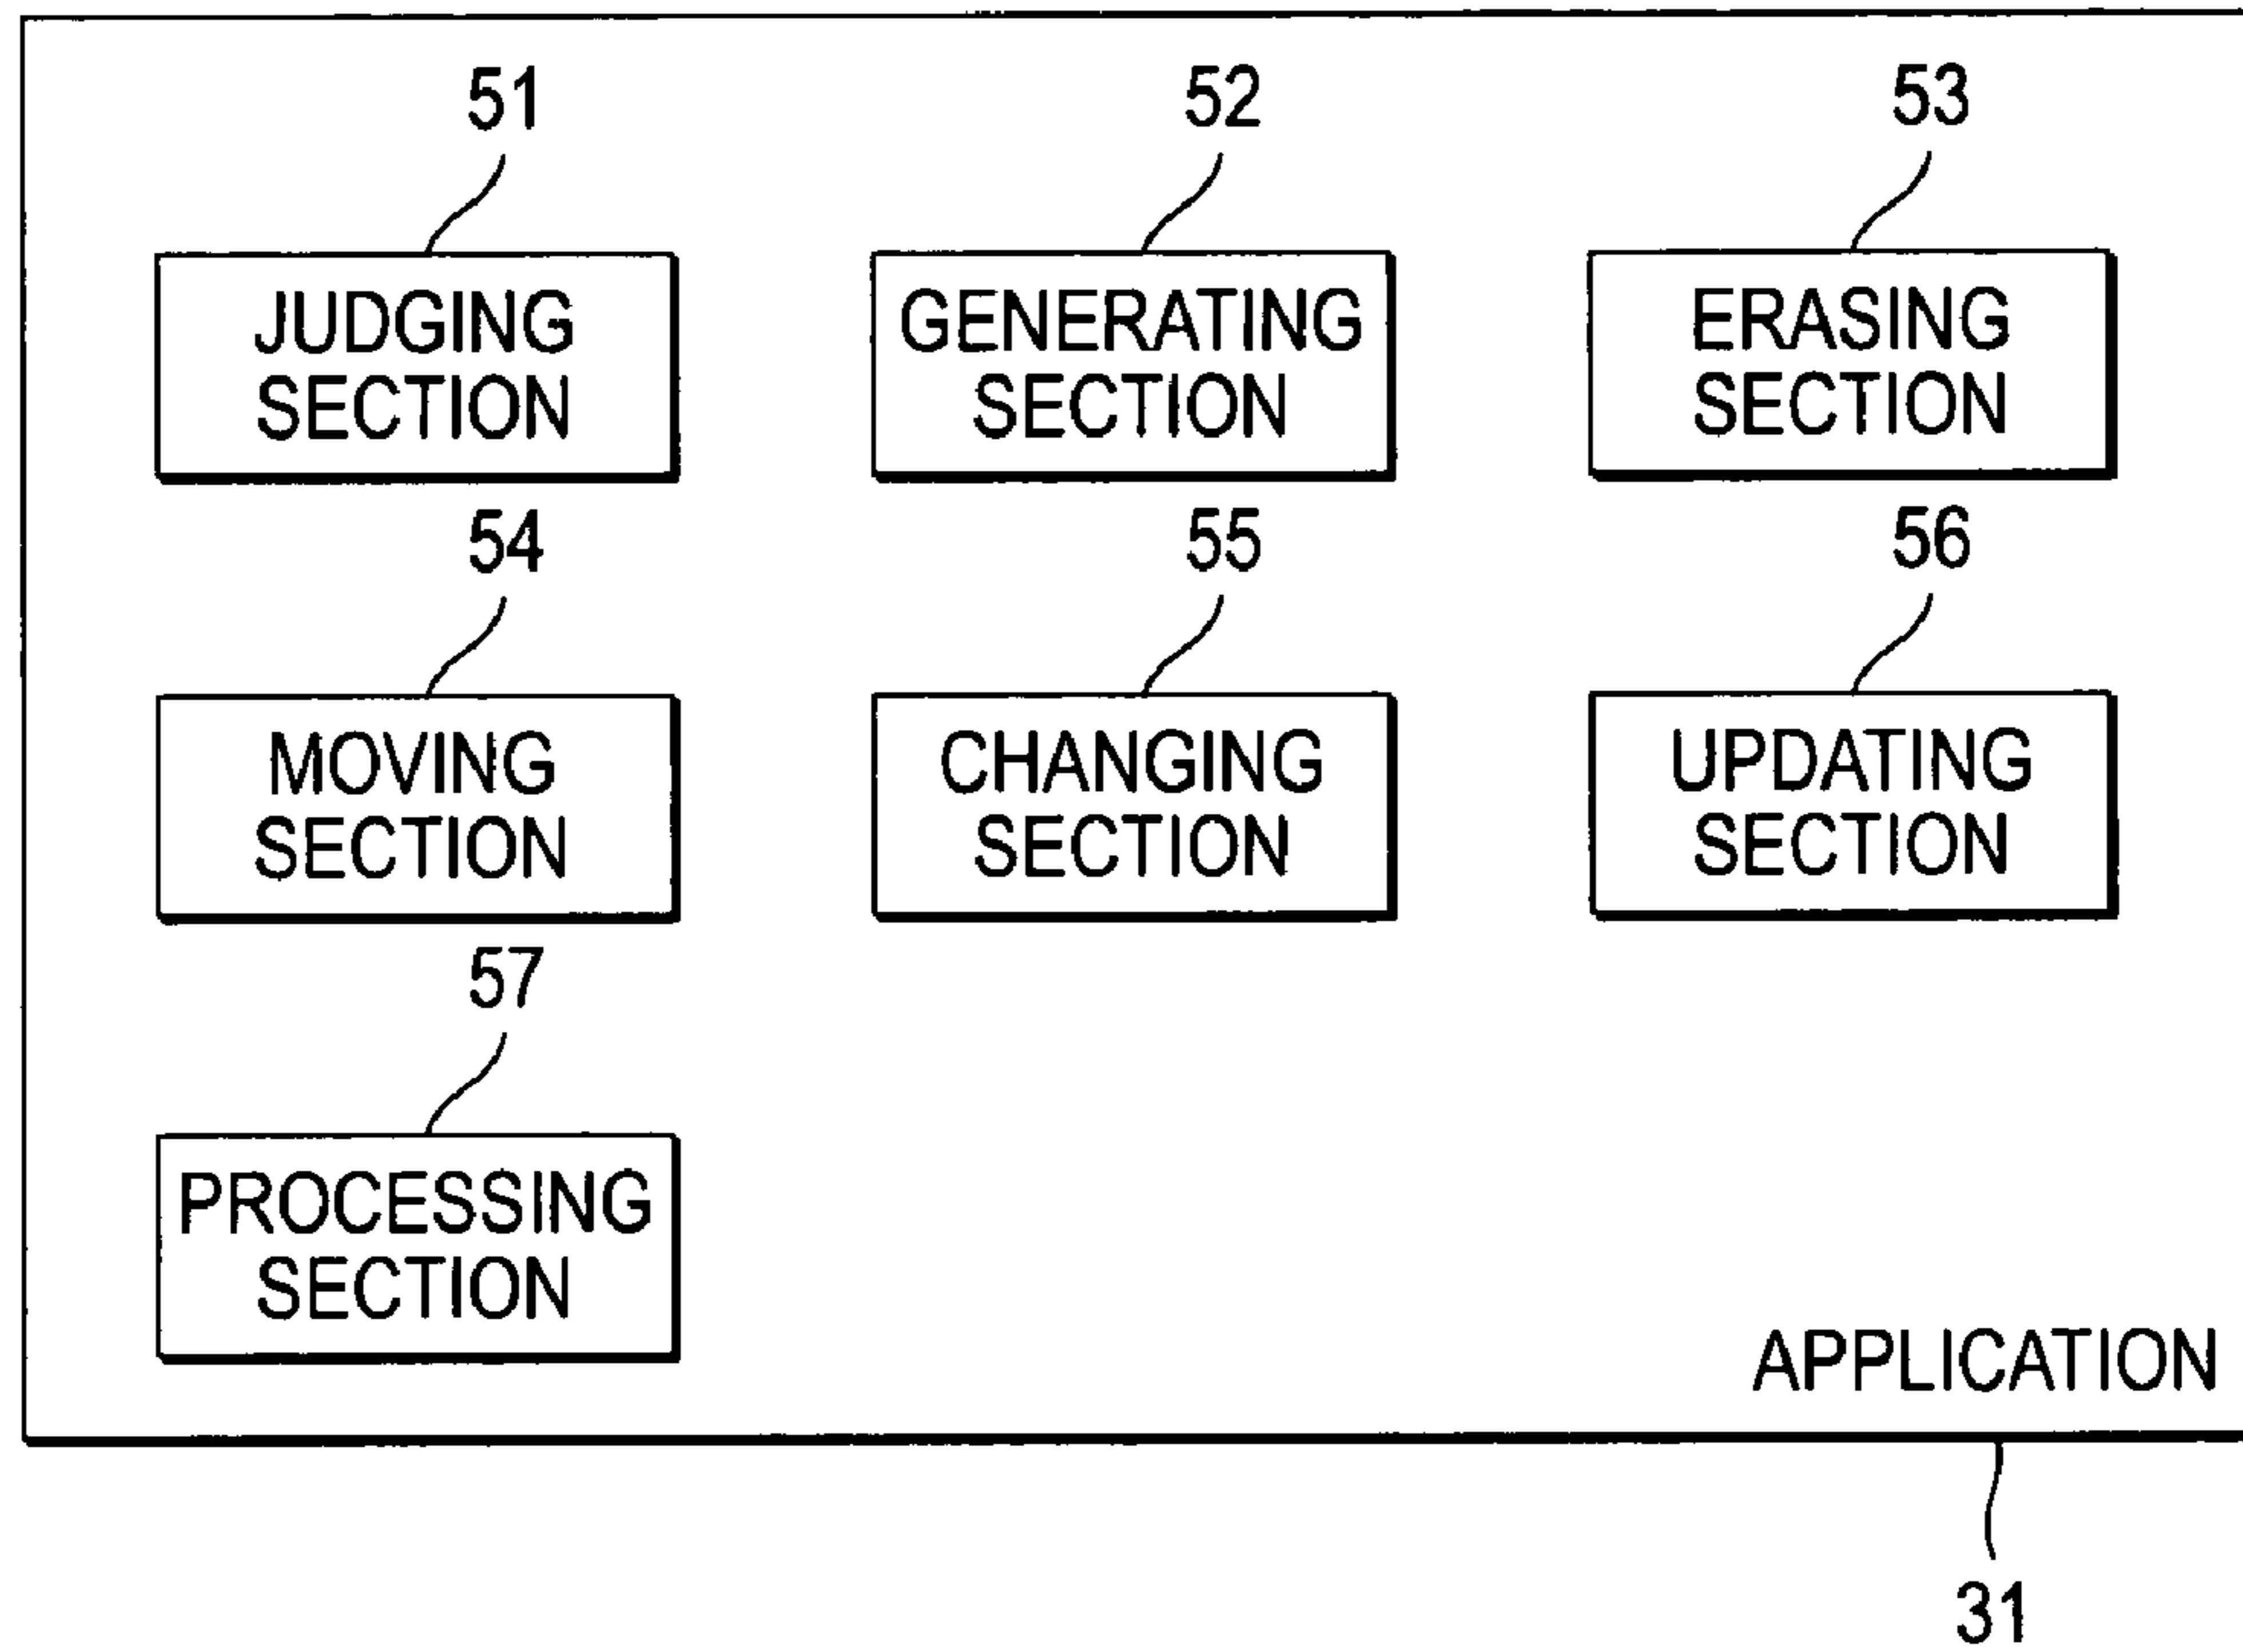 51
52
53
JUDGING
SECTION
GENERATING
SECTION
ERASING
SECTION
54
55
56
MOVING
SECTION
CHANGING
SECTION
UPDATING
SECTION
57
PROCESSING
SECTION
APPLICATION
31